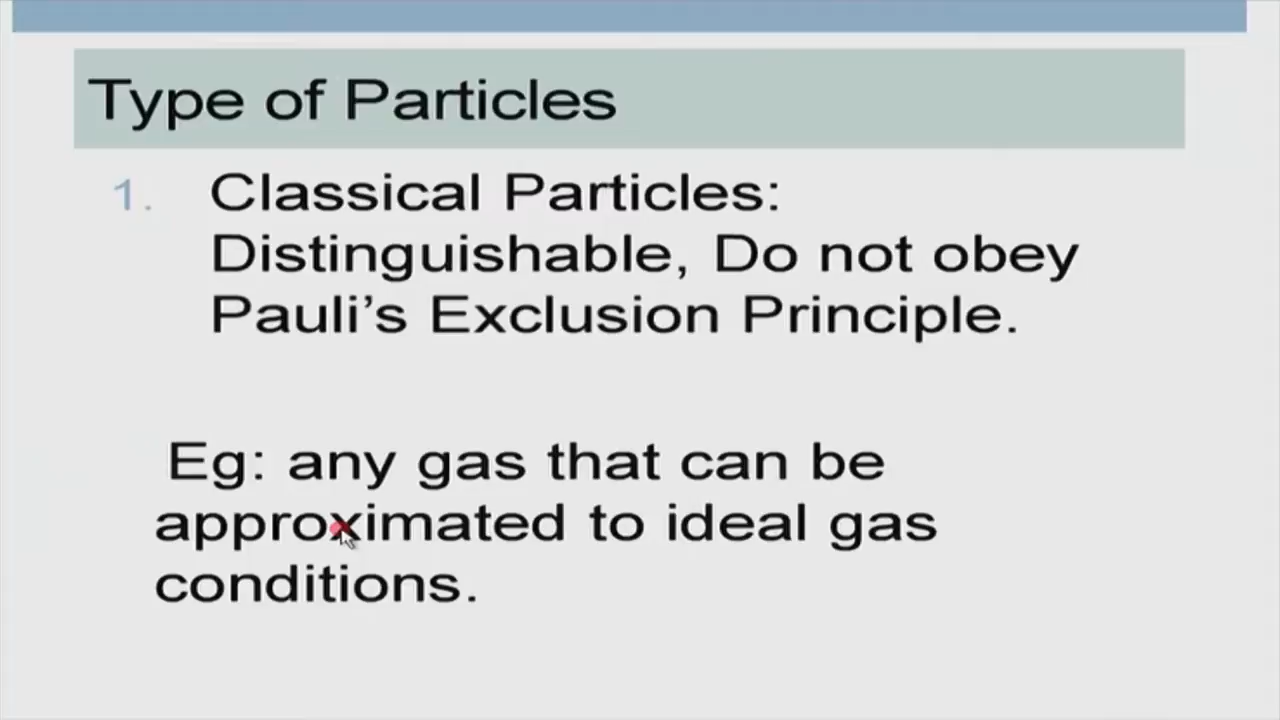 Type of Particles
1. Classical Particles:
Distinguishable, Do not obey
Pauli’s Exclusion Principle.
Eg: any gas that can be
approximated to ideal gas
conditions.